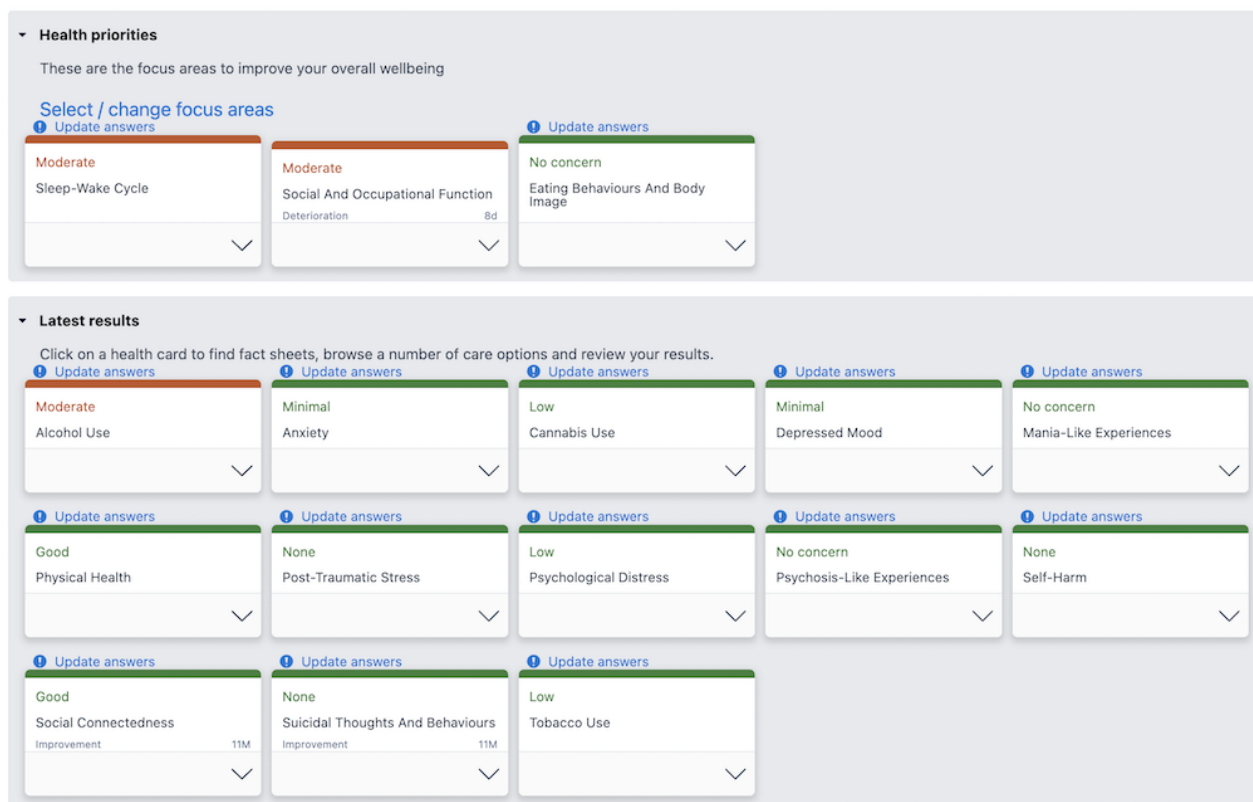 Health priorities
These are the focus areas to improve your overall wellbeing
Select / change focus areas
Update answers
Moderate
Sleep-Wake Cycle
Moderate
Social And Occupational Function
Deterioration 8d
Update answers
No concern
Eating Behaviours And Body
Image
Latest results
Click on a health card to find fact sheets, browse a number of care options and review your results.
Update answers
Moderate
Alcohol Use
Update answers
Minimal
Anxiety
Update answers
Low
Cannabis Use
Update answers
Minimal
Depressed Mood
Update answers
No concern
Mania-Like Experiences
Update answers
Good
Physical Health
Update answers
None
Post-Traumatic Stress
Update answers
Low
Psychological Distress
Update answers
No concern
Psychosis-Like Experiences
Update answers
None
Self-Harm
Update answers
Good
Social Connectedness
Improvement 11M
Update answers
None
Suicidal Thoughts And Behaviours
Improvement 11M
Update answers
Low
Tobacco Use